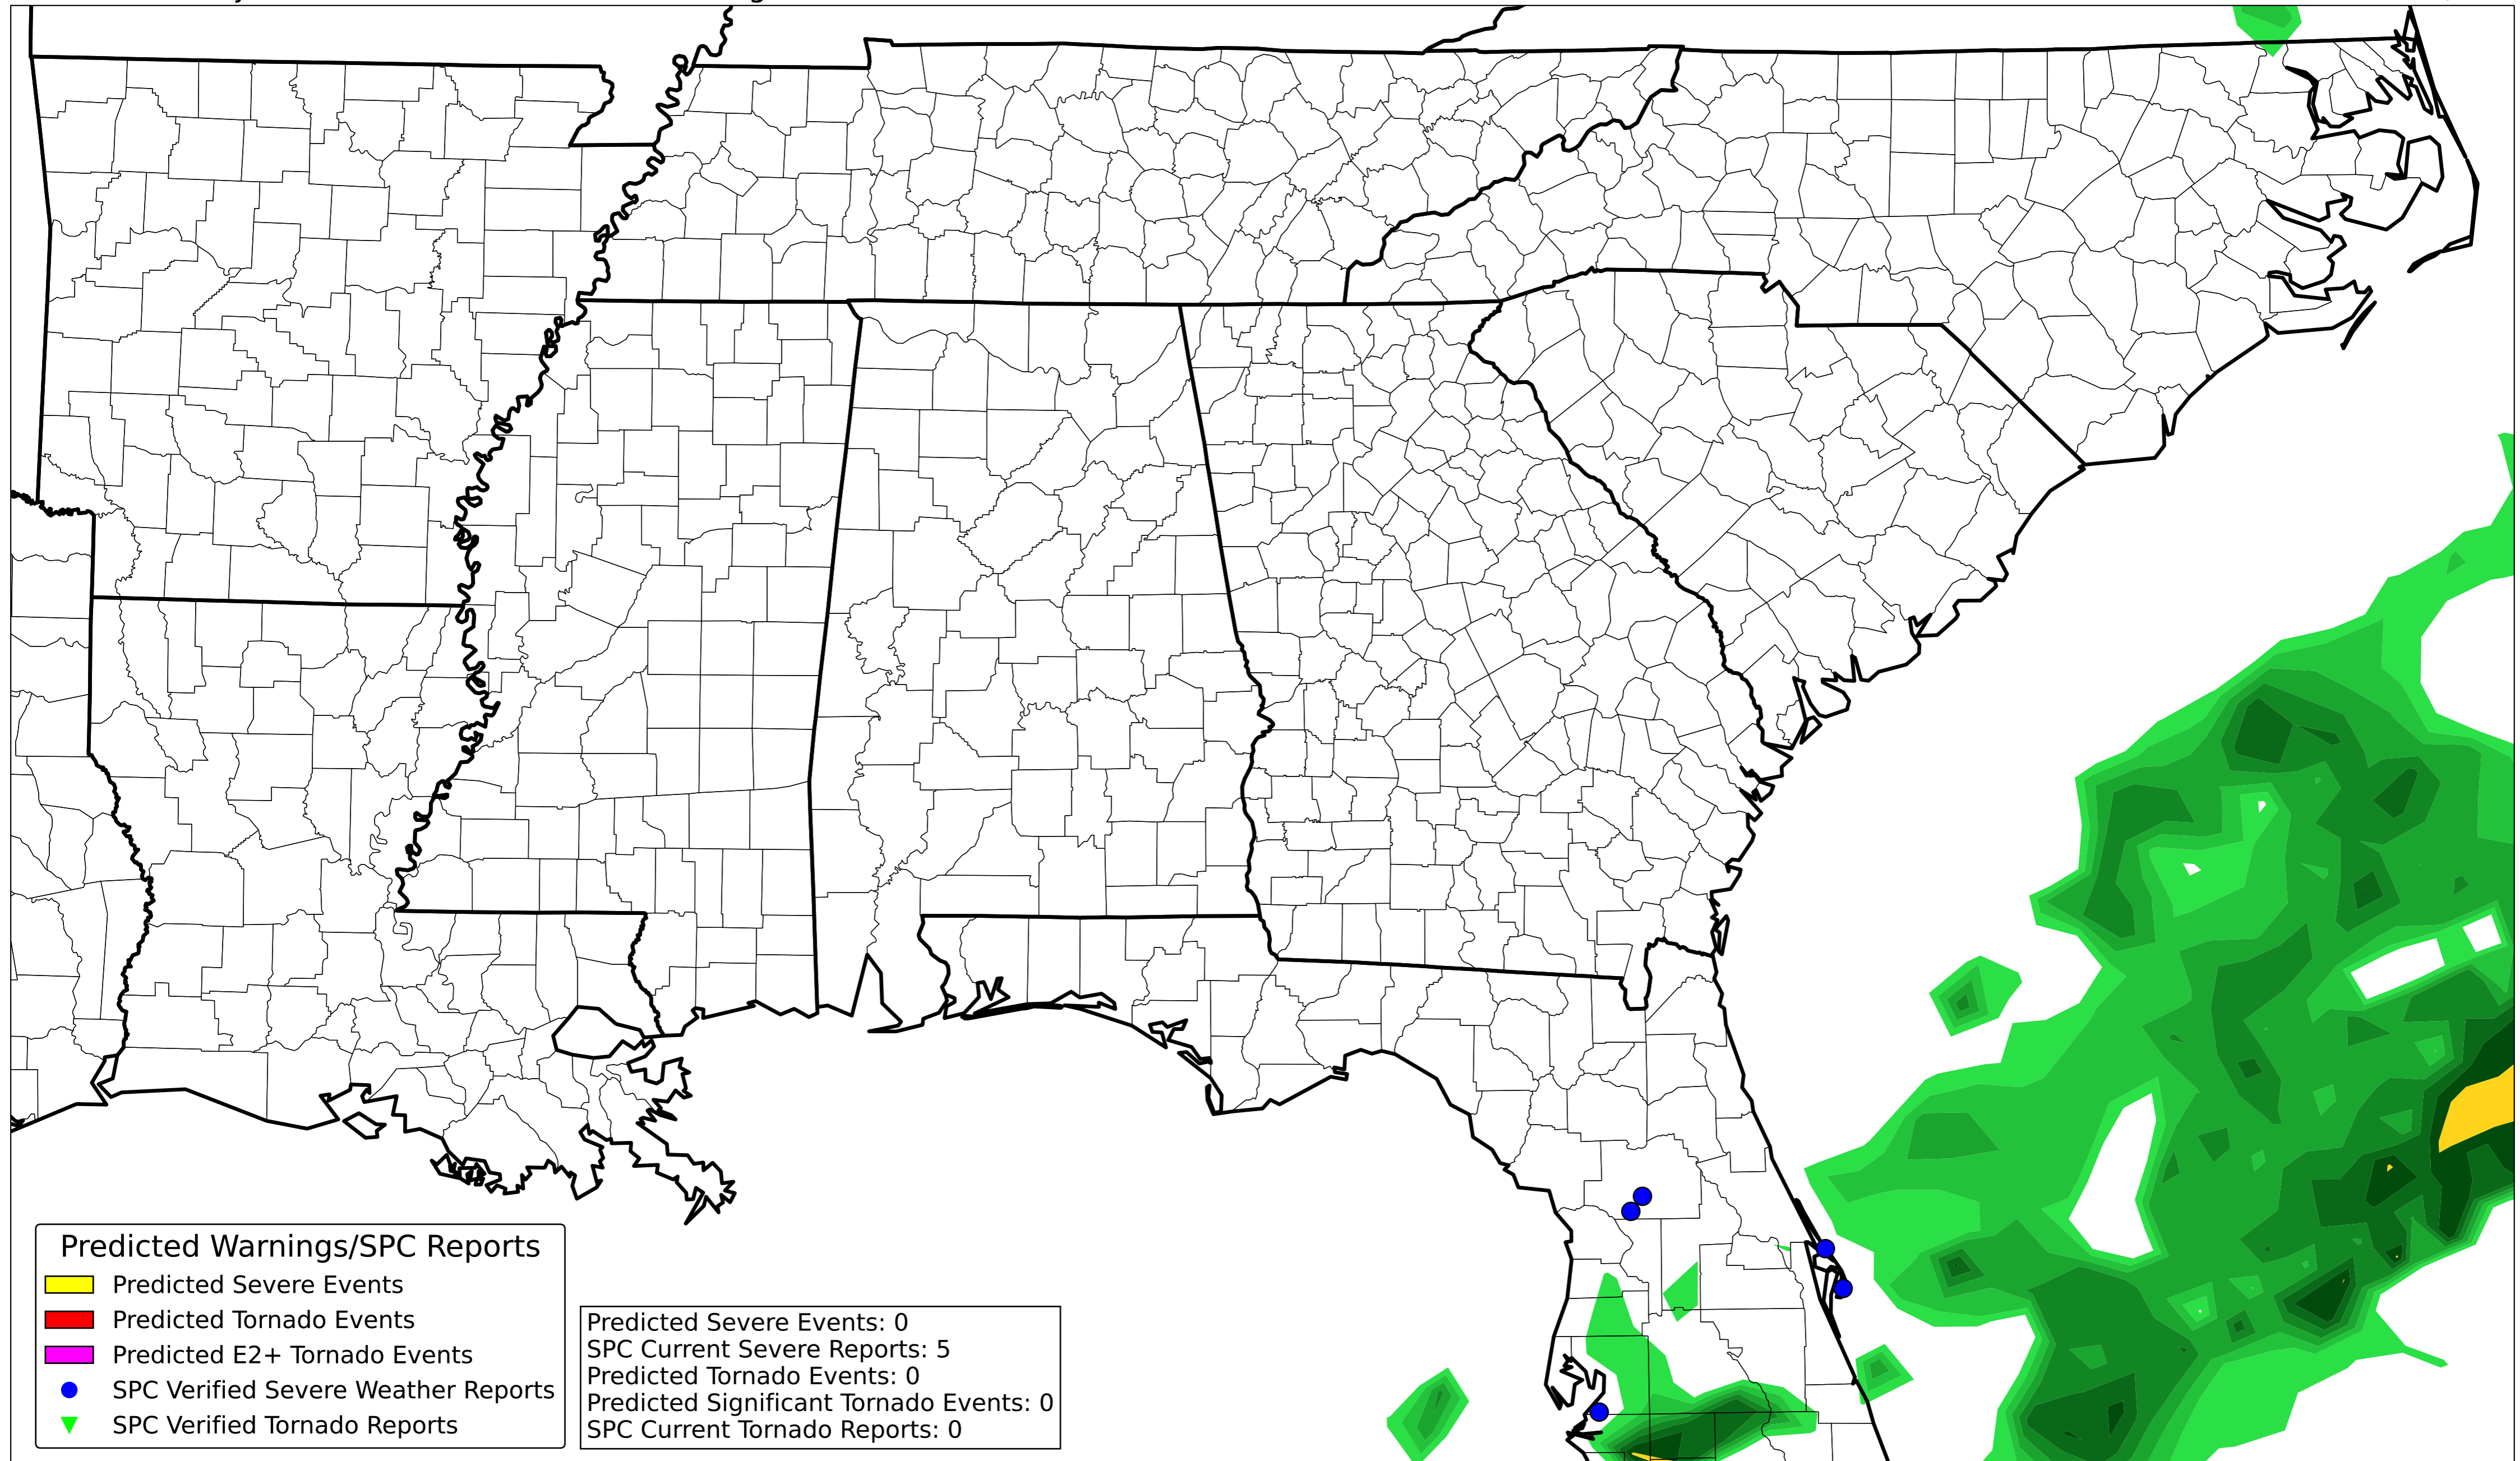 Predicted Warnings/SPC Reports
Predicted Severe Events
Predicted Tornado Events
Predicted E2+ Tornado Events
SPC Verified Severe Weather Reports
SPC Verified Tornado Reports
Predicted Severe Events: 0
SPC Current Severe Reports: 5
Predicted Tornado Events: 0
Predicted Significant Tornado Events: 0
SPC Current Tornado Reports: 0